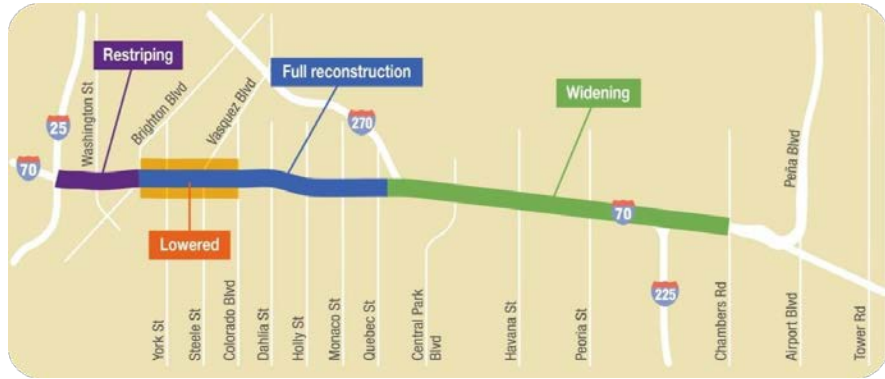 Restriping
Full reconstruction
Widening
Lowered
25
70
270
70
225
Washington St
Brighton Blvd
Vasquez Blvd
Peña Blvd
York St
Steele St
Colorado Blvd
Dahlia St
Holly St
Monaco St
Quebec St
Central Park
Blvd
Havana St
Peoria St
Chambers Rd
Airport Blvd
Tower Rd